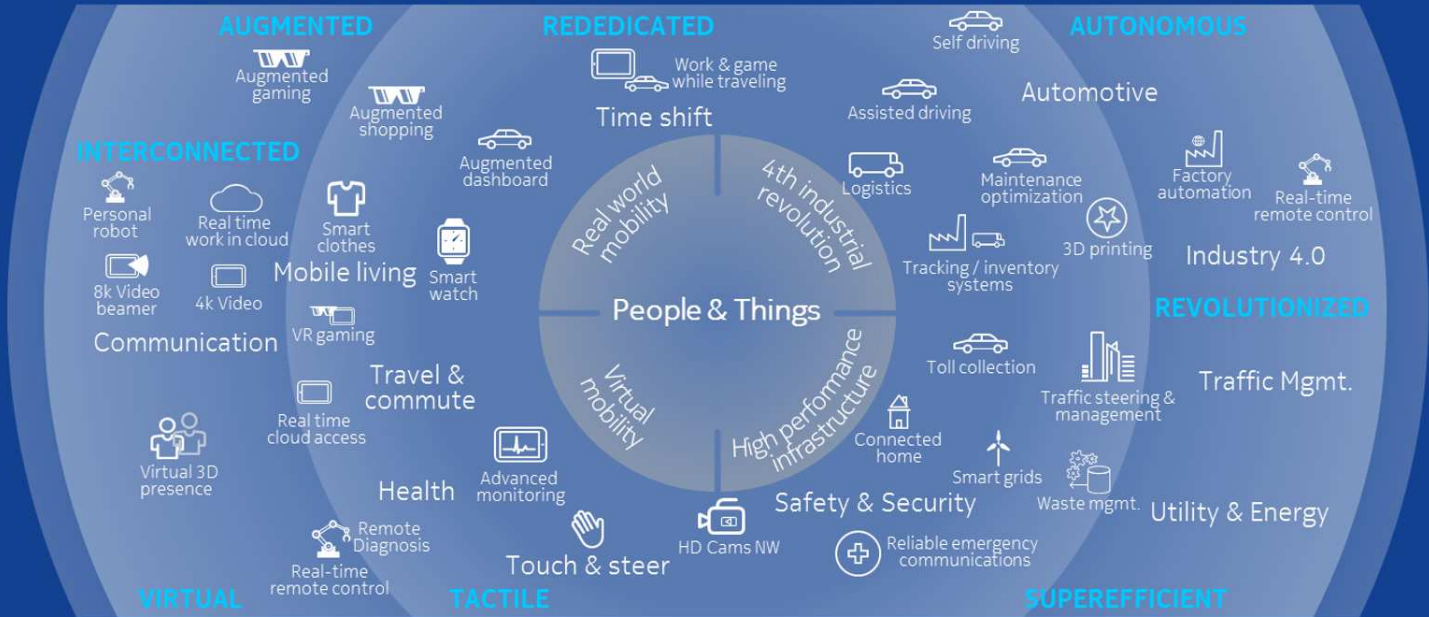 AUGMENTED
REDEDICATED
AUTONOMOUS
Self driving
Augmented
gaming
Work & game
while traveling
Automotive
Augmented
shopping
Time shift
Assisted driving
INTERCONNECTED
Augmented
dashboard
Real world
mobility
4th industrial
revolution
Logistics
Maintenance
optimization
Factory
automation
Real-time
remote control
Personal
robot
Real time
work in cloud
Smart
clothes
3D printing
Mobile living
Smart
watch
Tracking / inventory
systems
Industry 4.0
8k Video
beamer
4k Video
VR gaming
People & Things
REVOLUTIONIZED
Communication
Travel &
commute
Virtual
mobility
High performance
infrastructure
Toll collection
Traffic steering &
management
Traffic Mgmt.
Real time
cloud access
Connected
home
Virtual 3D
presence
Advanced
monitoring
Smart grids
Health
Safety & Security
Waste mgmt.
Utility & Energy
Remote
Diagnosis
HD Cams NW
Reliable emergency
communications
Real-time
remote control
Touch & steer
VIRTUAL
TACTILE
SUPEREFFICIENT